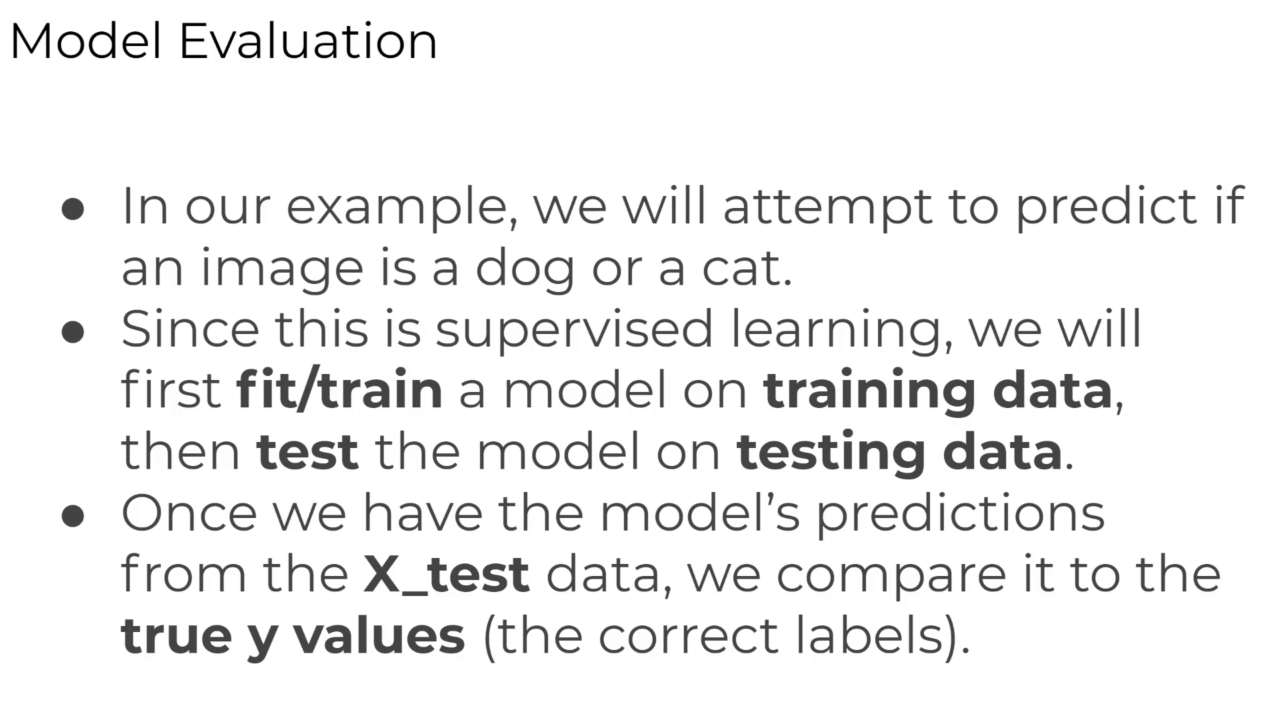 Model Evaluation
● In our example, we will attempt to predict if
an image is a dog or a cat.
● Since this is supervised learning, we will
first fit/train a model on training data,
then test the model on testing data.
● Once we have the model’s predictions
from the X_test data, we compare it to the
true y values (the correct labels).